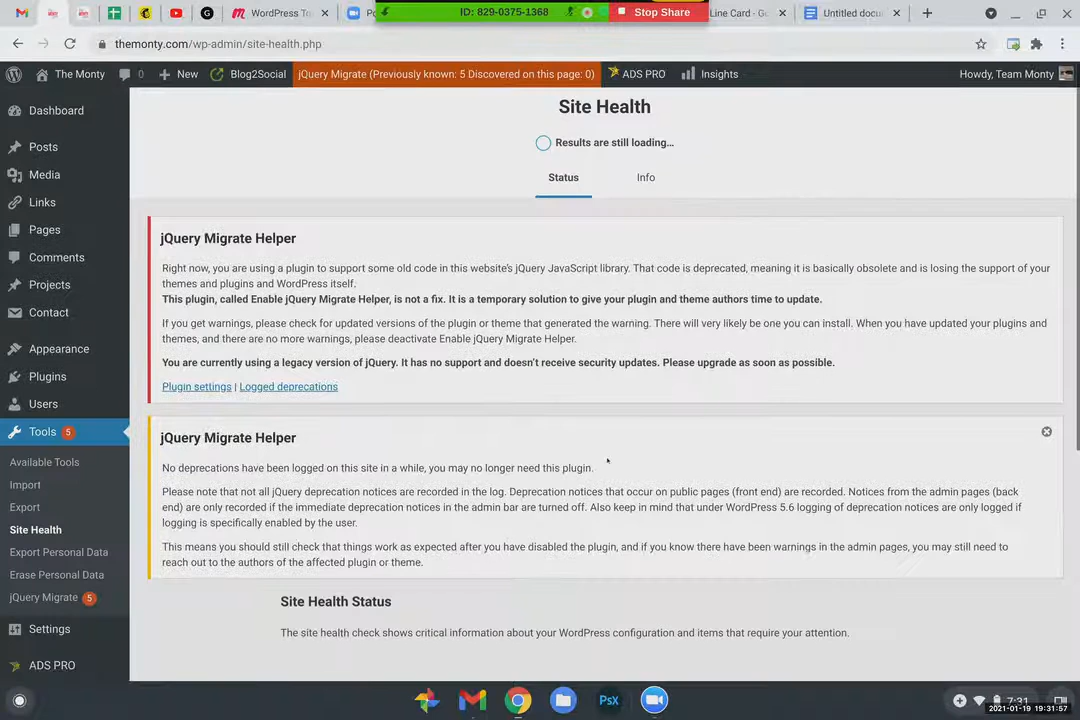 WordPress Tr
Po
ID: 829-0375-1368
Stop Share
Line Card - Go
Untitled docu
themonty.com/wp-admin/site-health.php
The Monty
0
New
Blog2Social
jQuery Migrate (Previously known: 5 Discovered on this page: 0)
ADS PRO
Insights
Howdy, Team Monty
Dashboard
Posts
Media
Links
Pages
Comments
Projects
Contact
Appearance
Plugins
Users
Tools 5
Available Tools
Import
Export
Site Health
Export Personal Data
Erase Personal Data
jQuery Migrate 5
Settings
ADS PRO
Site Health
Results are still loading...
Status
Info
jQuery Migrate Helper
Right now, you are using a plugin to support some old code in this website's jQuery JavaScript library. That code is deprecated, meaning it is basically obsolete and is losing the support of your
themes and plugins and WordPress itself.
This plugin, called Enable jQuery Migrate Helper, is not a fix. It is a temporary solution to give your plugin and theme authors time to update.
If you get warnings, please check for updated versions of the plugin or theme that generated the warning. There will very likely be one you can install. When you have updated your plugins and
themes, and there are no more warnings, please deactivate Enable jQuery Migrate Helper.
You are currently using a legacy version of jQuery. It has no support and doesn't receive security updates. Please upgrade as soon as possible.
Plugin settings | Logged deprecations
jQuery Migrate Helper
No deprecations have been logged on this site in a while, you may no longer need this plugin.
Please note that not all jQuery deprecation notices are recorded in the log. Deprecation notices that occur on public pages (front end) are recorded. Notices from the admin pages (back
end) are only recorded if the immediate deprecation notices in the admin bar are turned off. Also keep in mind that under WordPress 5.6 logging of deprecation notices are only logged if
logging is specifically enabled by the user.
This means you should still check that things work as expected after you have disabled the plugin, and if you know there have been warnings in the admin pages, you may still need to
reach out to the authors of the affected plugin or theme.
Site Health Status
The site health check shows critical information about your WordPress configuration and items that require your attention.
PsX
7:31
2021-01-19 19:31:57